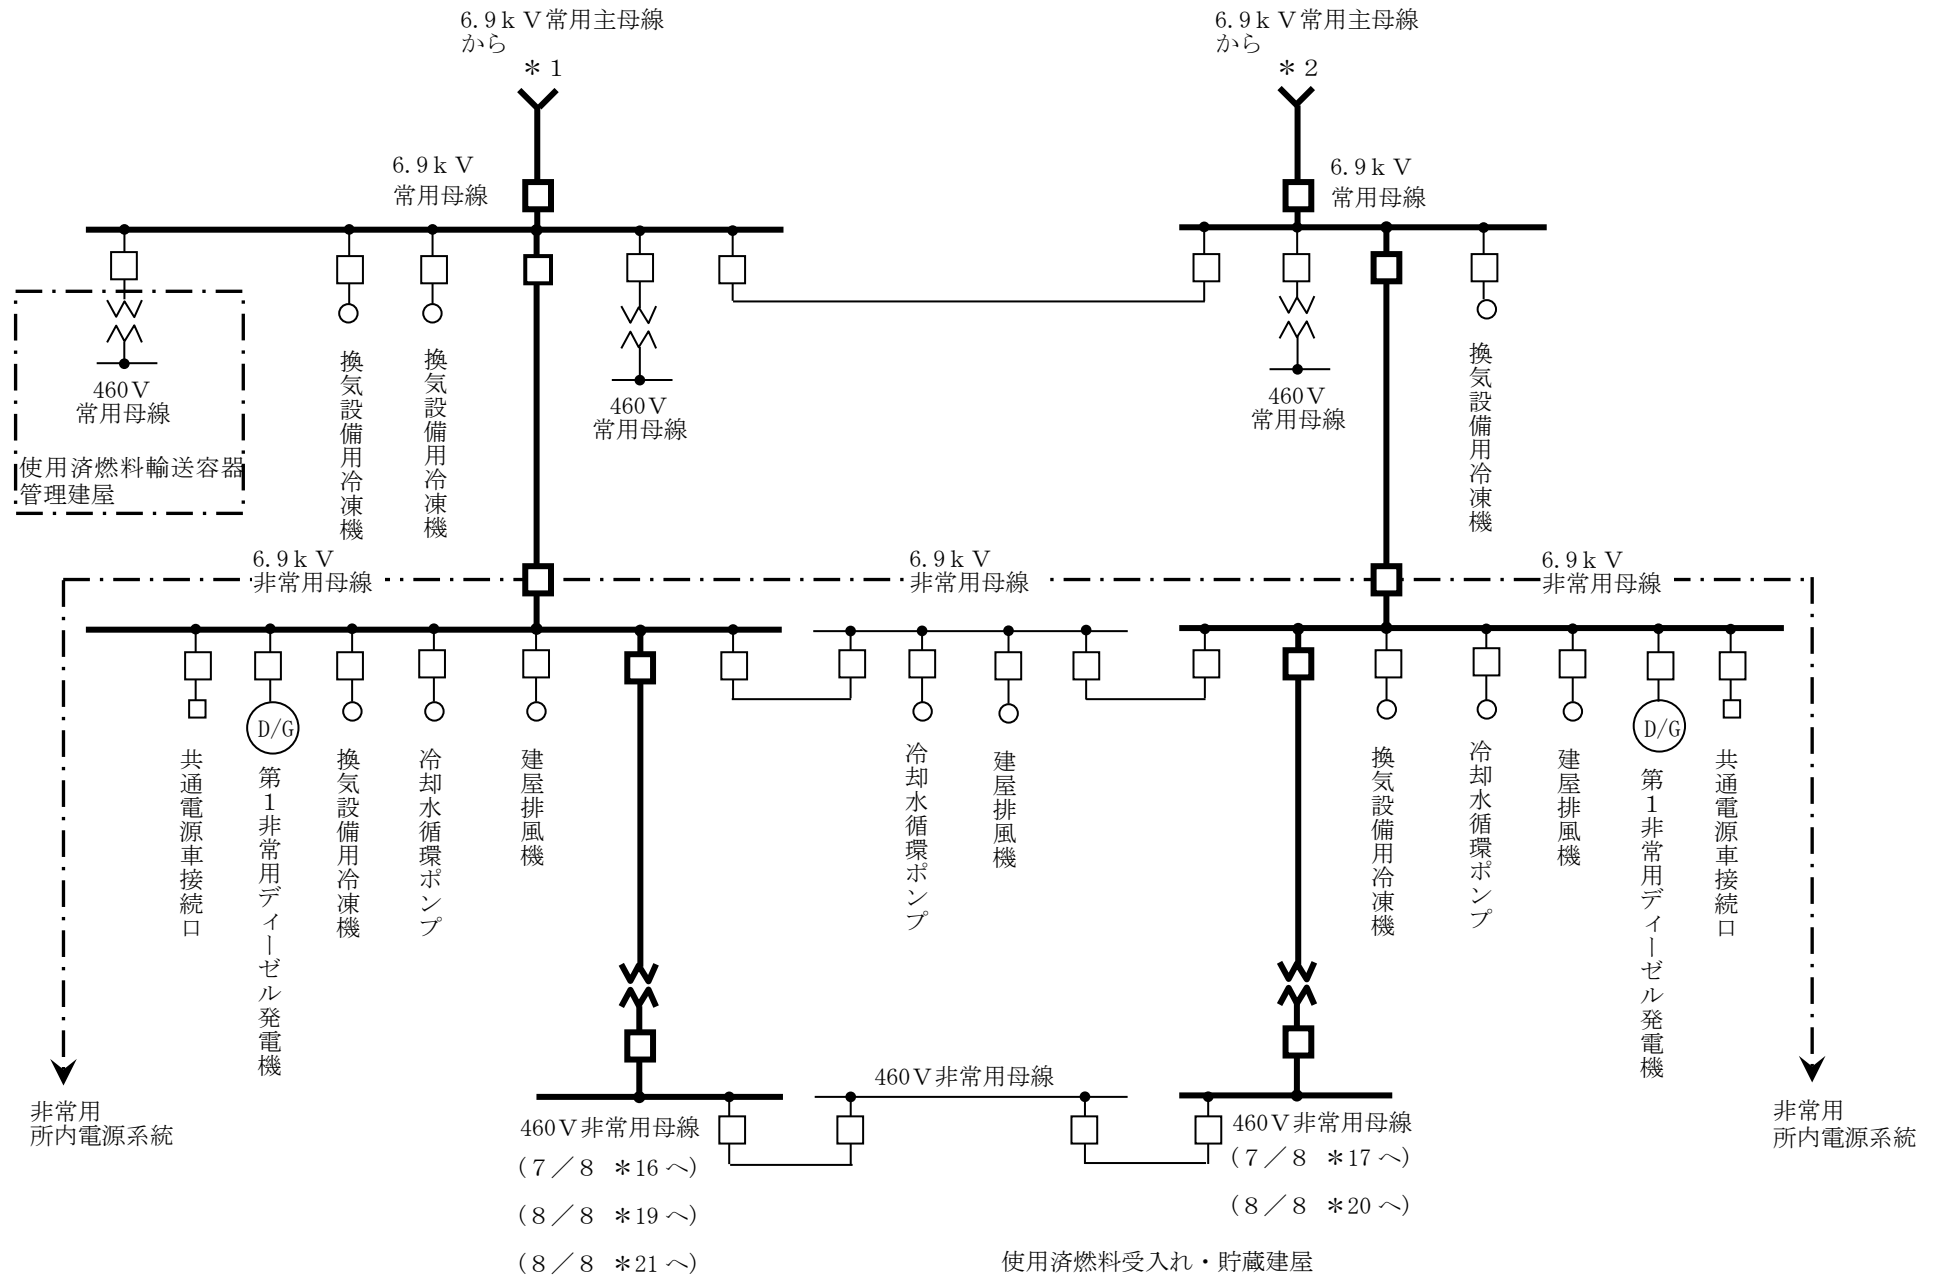 6.9kV常用主母線
から
＊1
6.9kV常用主母線
から
＊2
6.9kV
常用母線
6.9kV
常用母線
460V
常用母線
使用済燃料輸送容器
管理建屋
換気設備用冷凍機
換気設備用冷凍機
460V
常用母線
460V
常用母線
換気設備用冷凍機
6.9kV
非常用母線
6.9kV
非常用母線
6.9kV
非常用母線
共通電源車接続口
D/G
第1非常用ディーゼル発電機
換気設備用冷凍機
冷却水循環ポンプ
建屋排風機
冷却水循環ポンプ
建屋排風機
換気設備用冷凍機
冷却水循環ポンプ
建屋排風機
D/G
第1非常用ディーゼル発電機
共通電源車接続口
非常用
所内電源系統
460V非常用母線
(7／8 ＊16へ)
(8／8 ＊19へ)
(8／8 ＊21へ)
460V非常用母線
460V非常用母線
(7／8 ＊17へ)
(8／8 ＊20へ)
非常用
所内電源系統
使用済燃料受入れ・貯蔵建屋